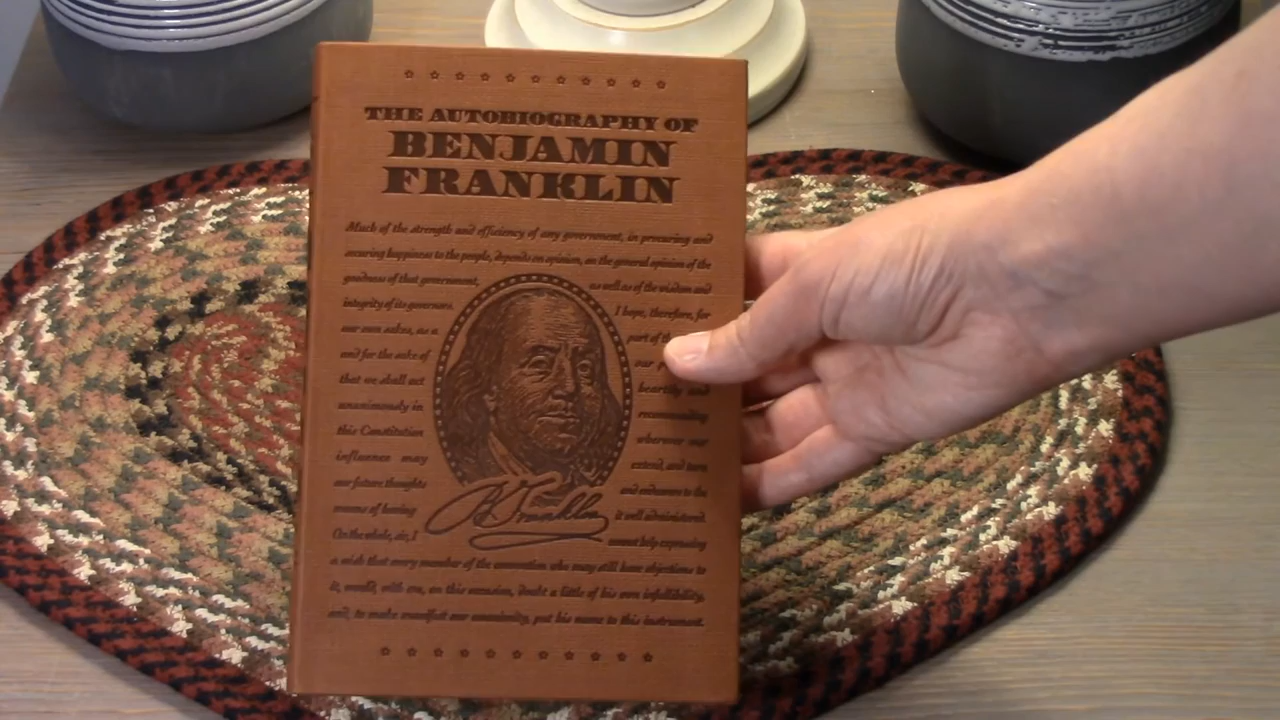 THE AUTOBIOGRAPHY OF
BENJAMIN
FRANKLIN
Much of the strength and efficiency of any government, in procuring and
securing happiness to the people, depends on opinion, on the general opinion of the
goodness of that government, as well as of the wisdom and
integrity of its governors. I hope, therefore, for
our own sakes, as a part of
and for the sake of our
that we shall act heartily and
unanimously in recommending
this Constitution wherever our
influence may extend, and turn
our future thoughts and endeavors to the
means of having it well administered.
On the whole, sir, I cannot help expressing
a wish that every member of the convention who may still have objections to
it, would, with me, on this occasion, doubt a little of his own infallibility,
and, to make manifest our unanimity, put his name to this instrument.
B Franklin